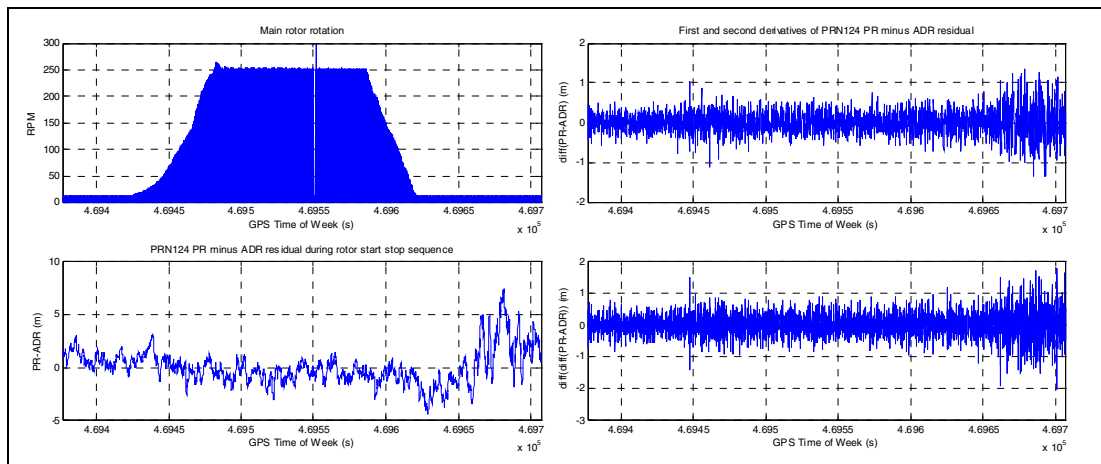 Main rotor rotation
300
250
200
150
100
50
0
RPM
4.694 4.6945 4.695 4.6955 4.696 4.6965 4.697
GPS Time of Week (s)
x 10^5
First and second derivatives of PRN124 PR minus ADR residual
2
1
0
-1
-2
diff(PR-ADR) (m)
4.694 4.6945 4.695 4.6955 4.696 4.6965 4.697
GPS Time of Week (s)
x 10^5
PRN124 PR minus ADR residual during rotor start stop sequence
10
5
0
-5
PR-ADR (m)
4.694 4.6945 4.695 4.6955 4.696 4.6965 4.697
GPS Time of Week (s)
x 10^5
2
1
0
-1
-2
-3
diff(diff(PR-ADR)) (m)
4.694 4.6945 4.695 4.6955 4.696 4.6965 4.697
GPS Time of Week (s)
x 10^5